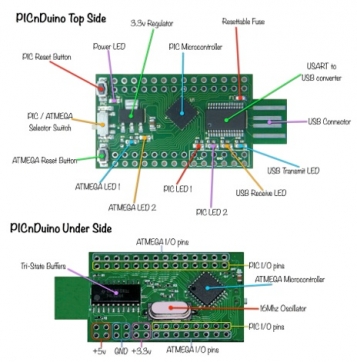 PICnDuino Top Side
3.3v Regulator
Resettable Fuse
Power LED
PIC Microcontroller
PIC Reset Button
USART to
USB converter
PIC / ATMEGA
Selector Switch
USB Connector
ATMEGA Reset Button
ATMEGA LED 1
ATMEGA LED 2
PIC LED 1
PIC LED 2
USB Transmit LED
USB Receive LED
PICnDuino Under Side
ATMEGA I/O pins
Tri-State Buffers
PIC I/O pins
ATMEGA Microcontroller
16Mhz Oscillator
PIC I/O pins
+5v
GND
+3.3v
ATMEGA I/O pins